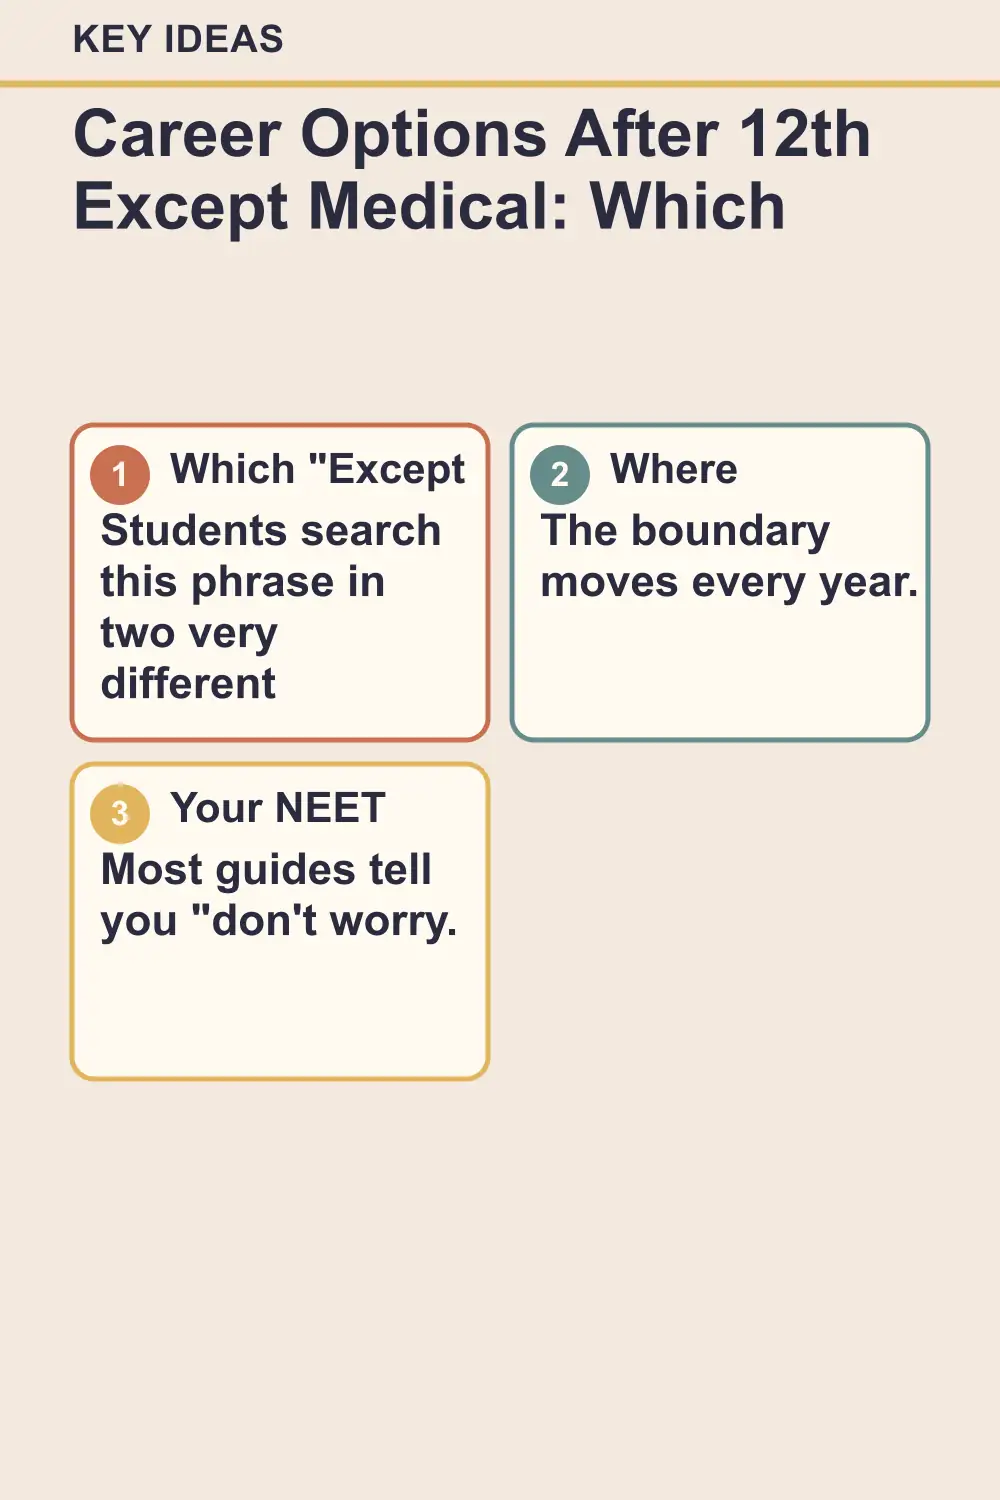 KEY IDEAS
Career Options After 12th
Except Medical: Which
1 Which "Except
Students search
this phrase in
two very
different
2 Where
The boundary
moves every year.
3 Your NEET
Most guides tell
you "don't worry.